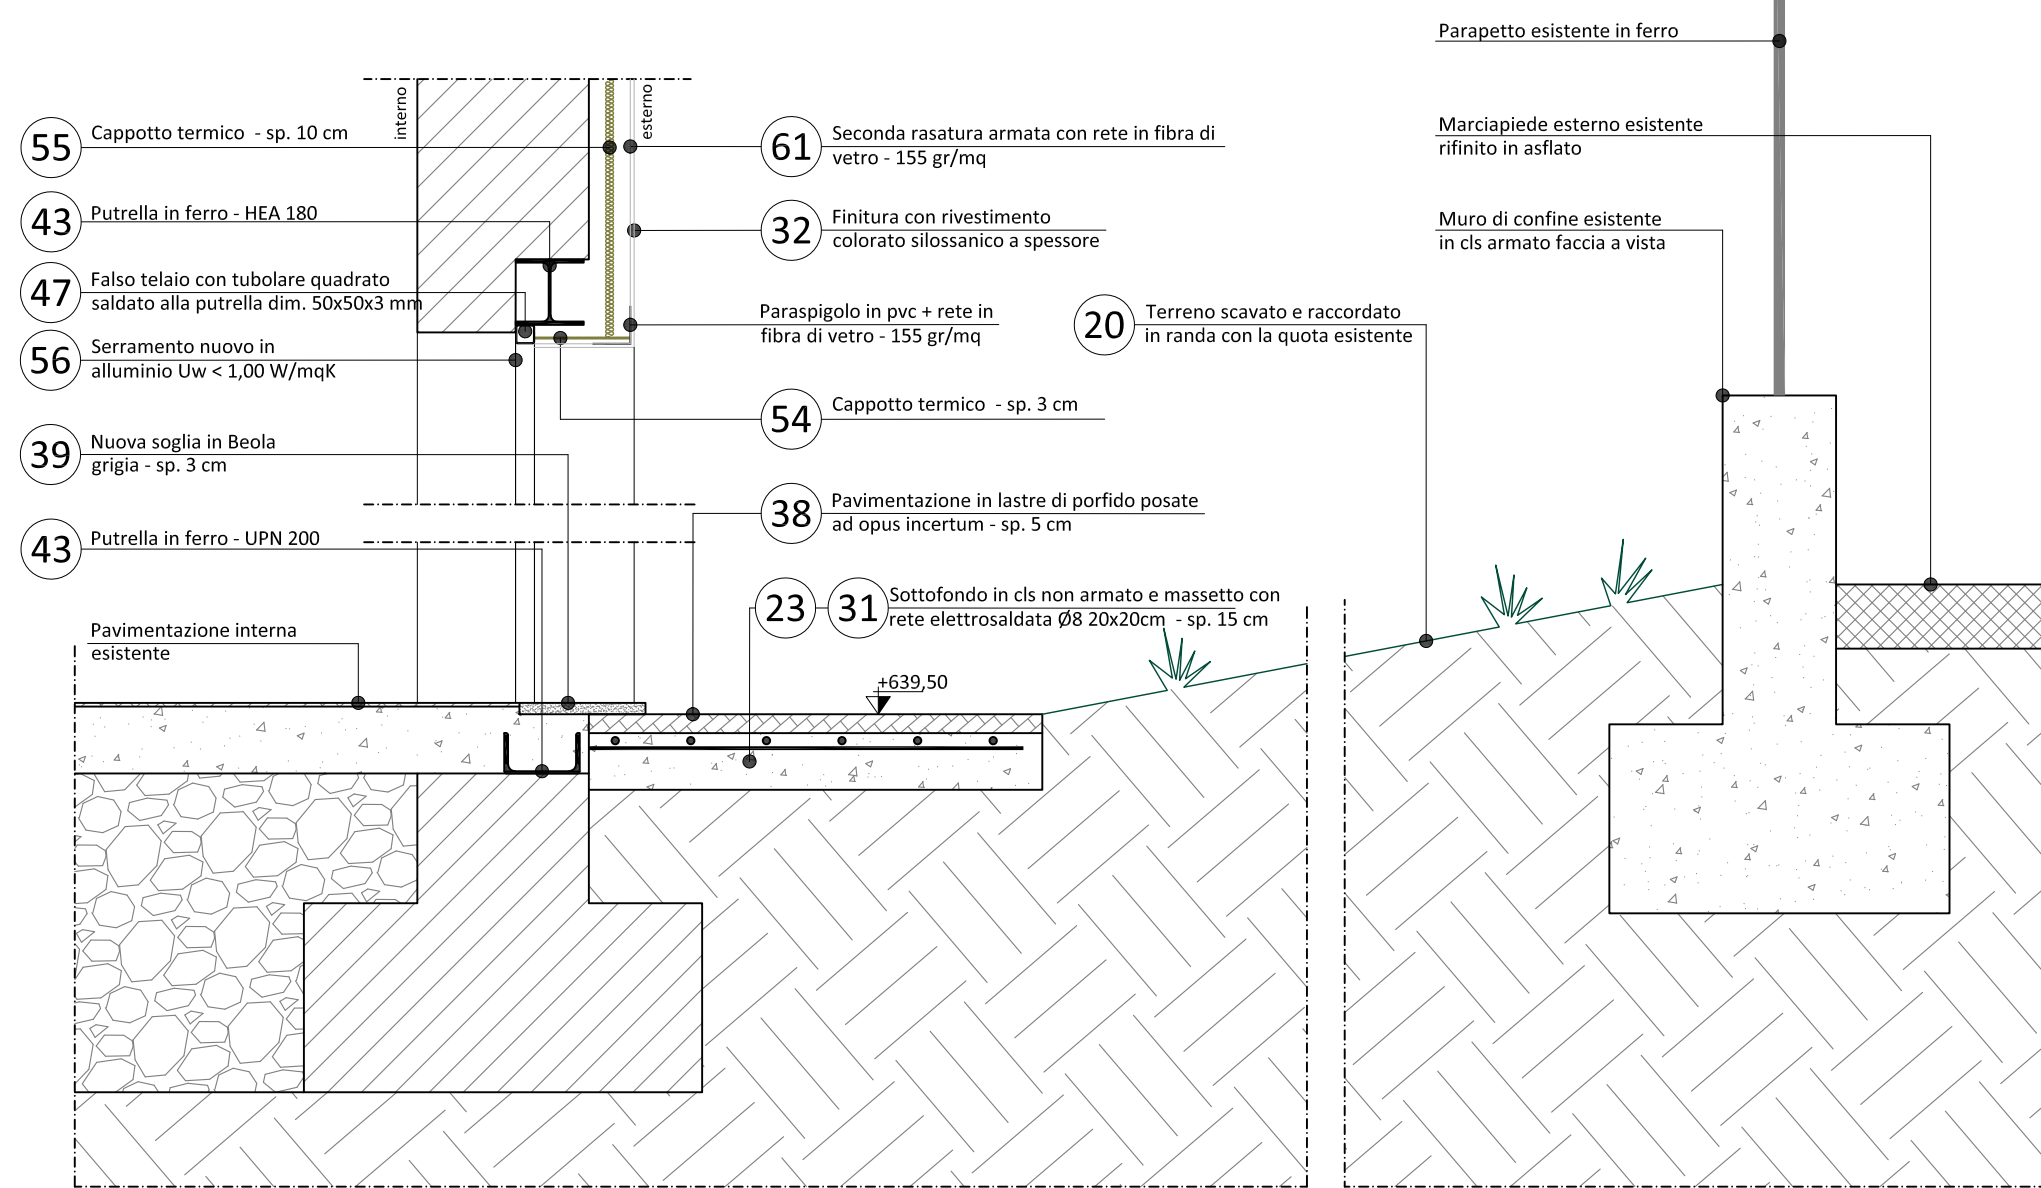 interno
esterno
55
Cappotto termico - sp. 10 cm
43
Putrella in ferro - HEA 180
47
Falso telaio con tubolare quadrato
saldato alla putrella dim. 50x50x3 mm
56
Serramento nuovo in
alluminio Uw < 1,00 W/mqK
39
Nuova soglia in Beola
grigia - sp. 3 cm
43
Putrella in ferro - UPN 200
Pavimentazione interna
esistente
61
Seconda rasatura armata con rete in fibra di
vetro - 155 gr/mq
32
Finitura con rivestimento
colorato silossanico a spessore
Paraspigolo in pvc + rete in
fibra di vetro - 155 gr/mq
54
Cappotto termico - sp. 3 cm
38
Pavimentazione in lastre di porfido posate
ad opus incertum - sp. 5 cm
23
31
Sottofondo in cls non armato e massetto con
rete elettrosaldata Ø8 20x20cm - sp. 15 cm
+639,50
20
Terreno scavato e raccordato
in randa con la quota esistente
Parapetto esistente in ferro
Marciapiede esterno esistente
rifinito in asflato
Muro di confine esistente
in cls armato faccia a vista